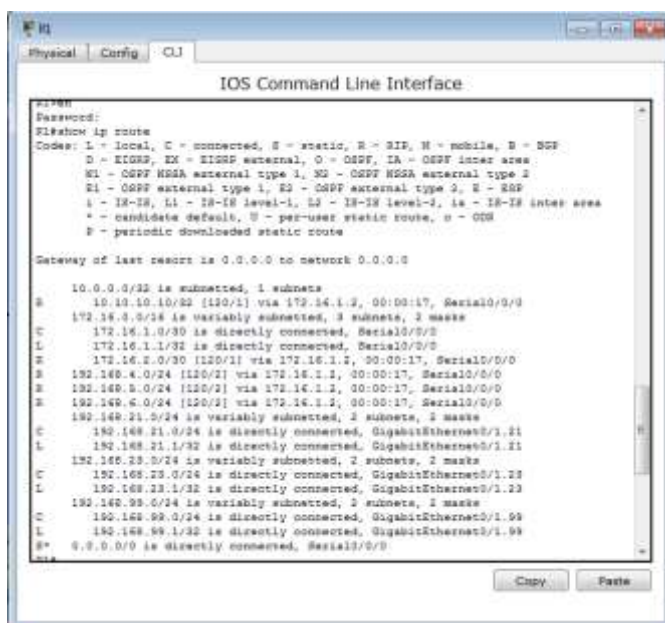 R1
Physical Config CLI
IOS Command Line Interface
R1>en
Password:
R1#show ip route
Codes: L - local, C - connected, S - static, R - RIP, M - mobile, B - BGP
D - EIGRP, EX - EIGRP external, O - OSPF, IA - OSPF inter area
N1 - OSPF NSSA external type 1, N2 - OSPF NSSA external type 2
E1 - OSPF external type 1, E2 - OSPF external type 2, E - EGP
i - IS-IS, L1 - IS-IS level-1, L2 - IS-IS level-2, ia - IS-IS inter area
* - candidate default, U - per-user static route, o - ODR
P - periodic downloaded static route
Gateway of last resort is 0.0.0.0 to network 0.0.0.0
10.0.0.0/32 is subnetted, 1 subnets
R 10.10.10.10/32 [120/1] via 172.16.1.2, 00:00:17, Serial0/0/0
172.16.0.0/16 is variably subnetted, 3 subnets, 2 masks
C 172.16.1.0/30 is directly connected, Serial0/0/0
L 172.16.1.1/32 is directly connected, Serial0/0/0
R 172.16.2.0/30 [120/1] via 172.16.1.2, 00:00:17, Serial0/0/0
R 192.168.4.0/24 [120/2] via 172.16.1.2, 00:00:17, Serial0/0/0
R 192.168.5.0/24 [120/2] via 172.16.1.2, 00:00:17, Serial0/0/0
R 192.168.6.0/24 [120/2] via 172.16.1.2, 00:00:17, Serial0/0/0
192.168.21.0/24 is variably subnetted, 2 subnets, 2 masks
C 192.168.21.0/24 is directly connected, GigabitEthernet0/1.21
L 192.168.21.1/32 is directly connected, GigabitEthernet0/1.21
192.168.23.0/24 is variably subnetted, 2 subnets, 2 masks
C 192.168.23.0/24 is directly connected, GigabitEthernet0/1.23
L 192.168.23.1/32 is directly connected, GigabitEthernet0/1.23
192.168.99.0/24 is variably subnetted, 2 subnets, 2 masks
C 192.168.99.0/24 is directly connected, GigabitEthernet0/1.99
L 192.168.99.1/32 is directly connected, GigabitEthernet0/1.99
S* 0.0.0.0/0 is directly connected, Serial0/0/0
R1#
Copy Paste